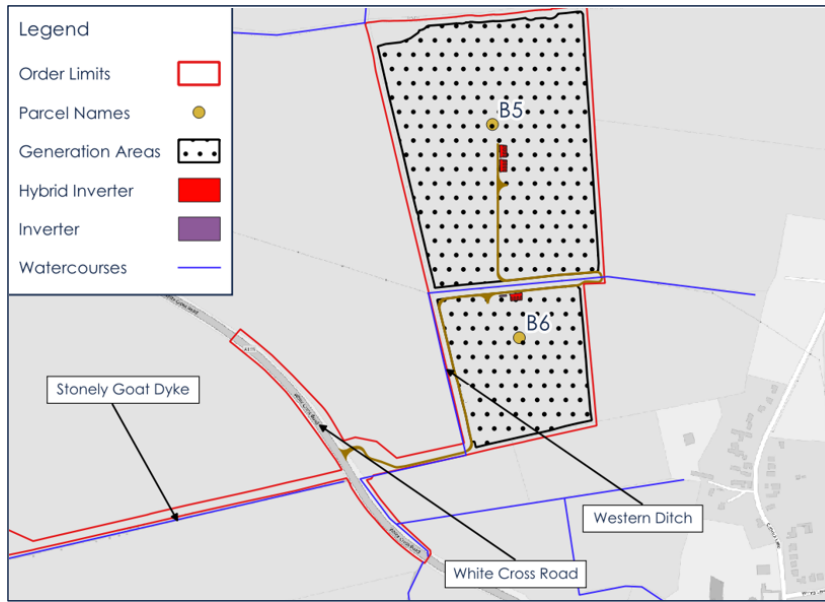 Legend
Order Limits
Parcel Names
Generation Areas
Hybrid Inverter
Inverter
Watercourses
B5
B6
Stonely Goat Dyke
Western Ditch
White Cross Road